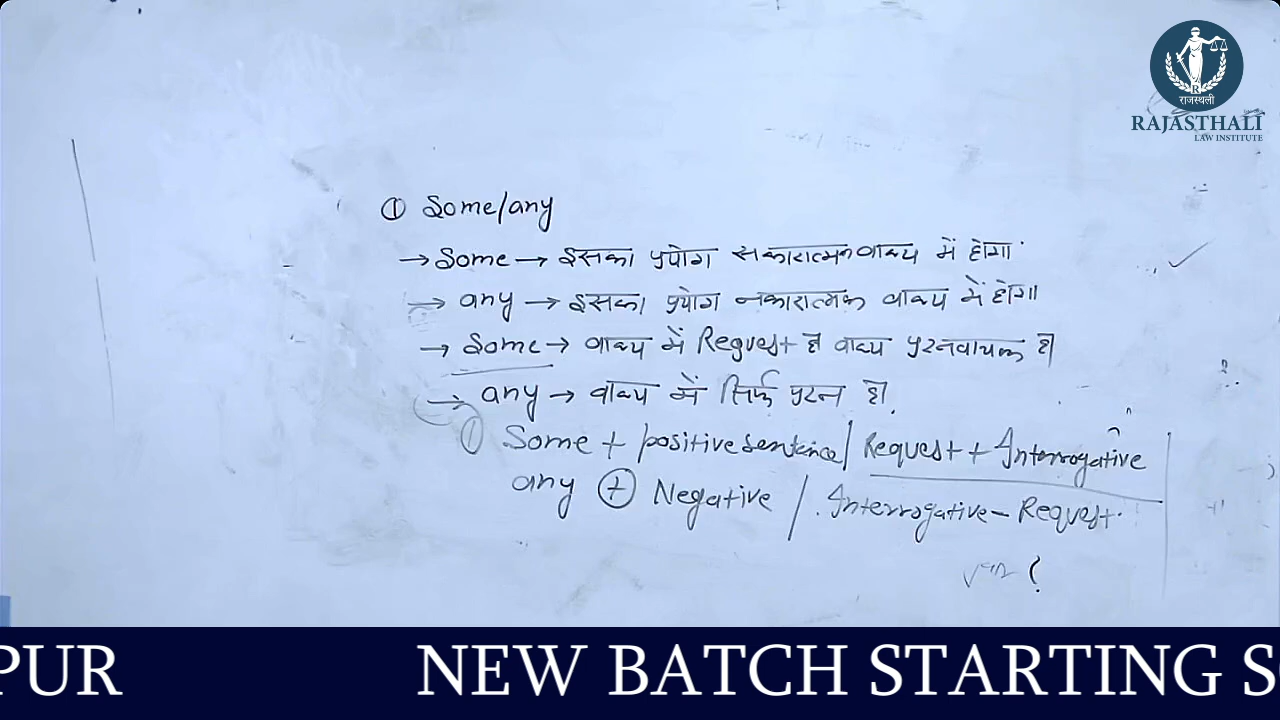 राजस्थली
RAJASTHALI
LAW INSTITUTE
① Some/any
→ Some → इसका प्रयोग सकारात्मक वाक्य में होगा
→ any → इसका प्रयोग नकारात्मक वाक्य में होगा
→ Some → वाक्य में Request हो वाक्य प्रश्नवाचक हो
→ any → वाक्य में सिर्फ प्रश्न हो.
① Some + positive sentence / Request + Interrogative
any ⊕ Negative / Interrogative - Request.
PUR NEW BATCH STARTING S